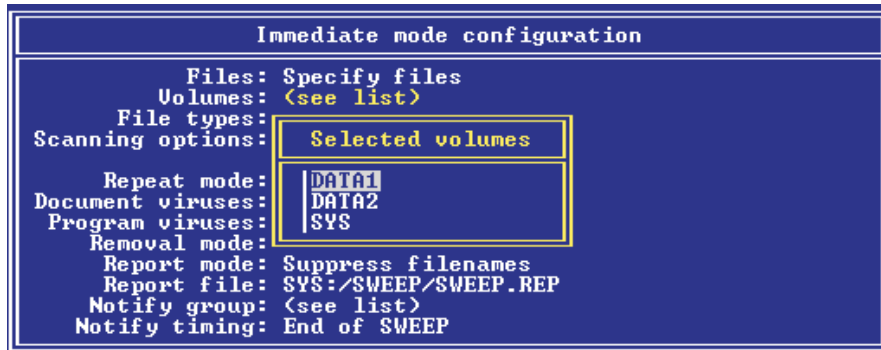 Immediate mode configuration
Files: Specify files
Volumes: (see list)
File types:
Selected volumes
Scanning options:
Repeat mode: DATA1
Document viruses: DATA2
Program viruses: SYS
Removal mode:
Report mode: Suppress filenames
Report file: SYS:/SWEEP/SWEEP.REP
Notify group: (see list)
Notify timing: End of SWEEP